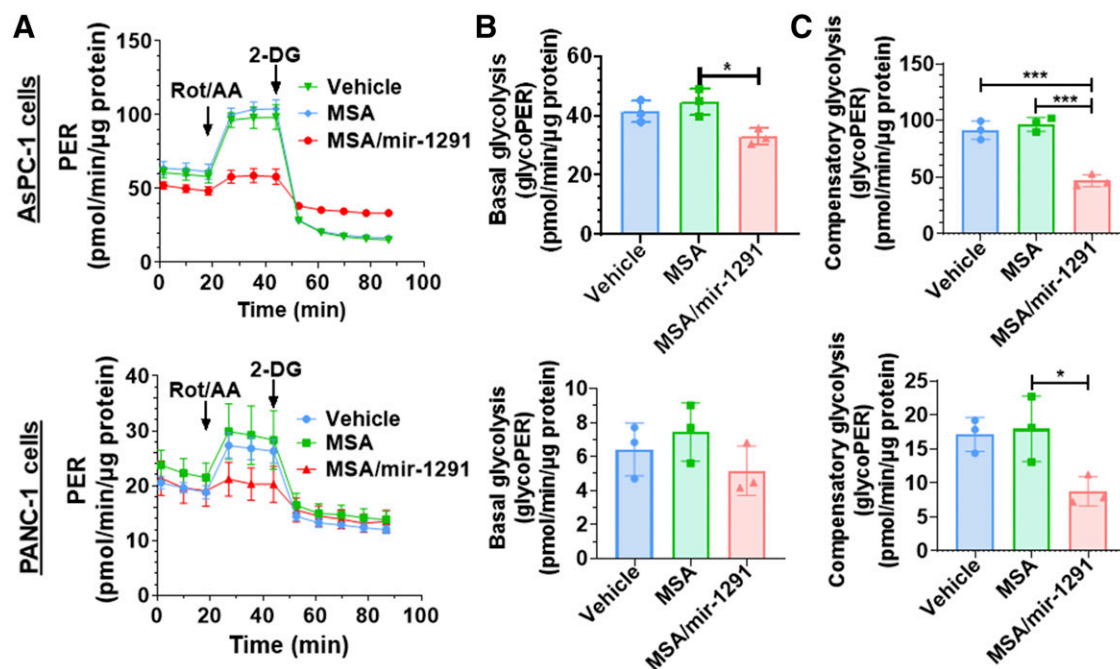 A
AsPC-1 cells
PER
(pmol/min/µg protein)
150
100
50
0
0 20 40 60 80 100
Time (min)
Rot/AA
2-DG
Vehicle
MSA
MSA/mir-1291
B
Basal glycolysis
(glycoPER)
(pmol/min/µg protein)
60
40
20
0
*
Vehicle
MSA
MSA/mir-1291
C
Compensatory glycolysis
(glycoPER)
(pmol/min/µg protein)
150
100
50
0
***
***
Vehicle
MSA
MSA/mir-1291
PANC-1 cells
PER
(pmol/min/µg protein)
40
30
20
10
0
0 20 40 60 80 100
Time (min)
Rot/AA
2-DG
Vehicle
MSA
MSA/mir-1291
Basal glycolysis
(glycoPER)
(pmol/min/µg protein)
10
8
6
4
2
0
Vehicle
MSA
MSA/mir-1291
Compensatory glycolysis
(glycoPER)
(pmol/min/µg protein)
25
20
15
10
5
0
*
Vehicle
MSA
MSA/mir-1291